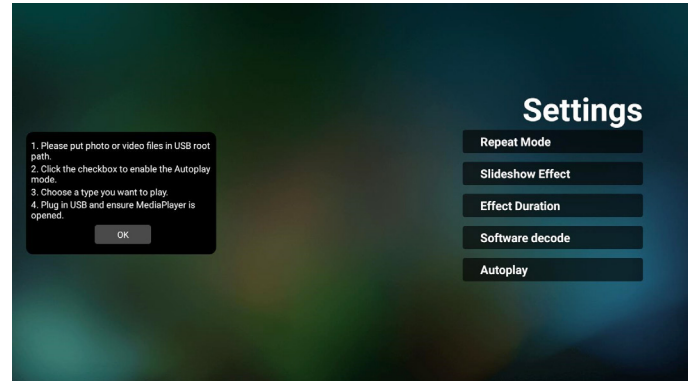 Settings
1. Please put photo or video files in USB root
path.
2. Click the checkbox to enable the Autoplay
mode.
3. Choose a type you want to play.
4. Plug in USB and ensure MediaPlayer is
opened.
OK
Repeat Mode
Slideshow Effect
Effect Duration
Software decode
Autoplay